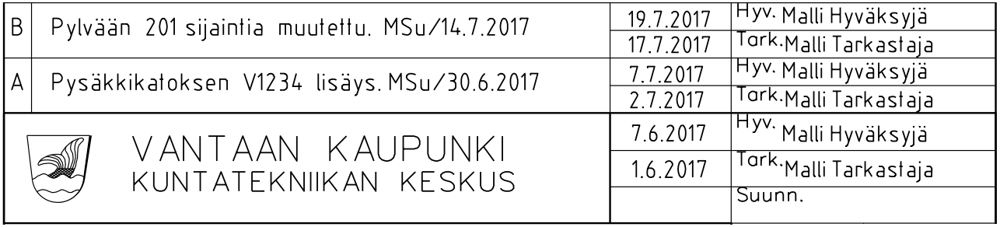 B Pylvään 201 sijaintia muutettu. MSu/14.7.2017 19.7.2017 Hyv. Malli Hyväksyjä
17.7.2017 Tark. Malli Tarkastaja
A Pysäkkikatoksen V1234 lisäys. MSu/30.6.2017 7.7.2017 Hyv. Malli Hyväksyjä
2.7.2017 Tark. Malli Tarkastaja
VANTAAN KAUPUNKI 7.6.2017 Hyv. Malli Hyväksyjä
KUNTATEKNIIKAN KESKUS 1.6.2017 Tark. Malli Tarkastaja
Suunn.